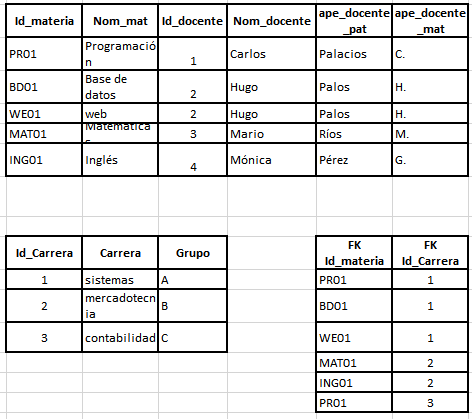 Id_materia Nom_mat Id_docente Nom_docente ape_docente_pat ape_docente_mat
PR01 Programación 1 Carlos Palacios C.
BD01 Base de datos 2 Hugo Palos H.
WE01 web 2 Hugo Palos H.
MAT01 Matemáticas 3 Mario Ríos M.
ING01 Inglés 4 Mónica Pérez G.
Id_Carrera Carrera Grupo
1 sistemas A
2 mercadotecnia B
3 contabilidad C
FK Id_materia FK Id_Carrera
PR01 1
BD01 1
WE01 1
MAT01 2
ING01 2
PR01 3